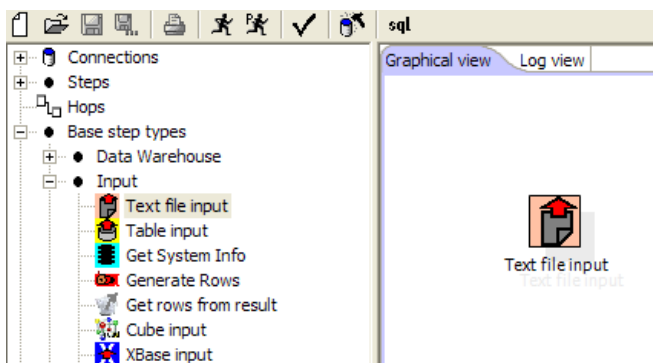 sql
Connections
Steps
Hops
Base step types
Data Warehouse
Input
Text file input
Table input
Get System Info
Generate Rows
Get rows from result
Cube input
XBase input
Graphical view
Log view
Text file input
Text file input